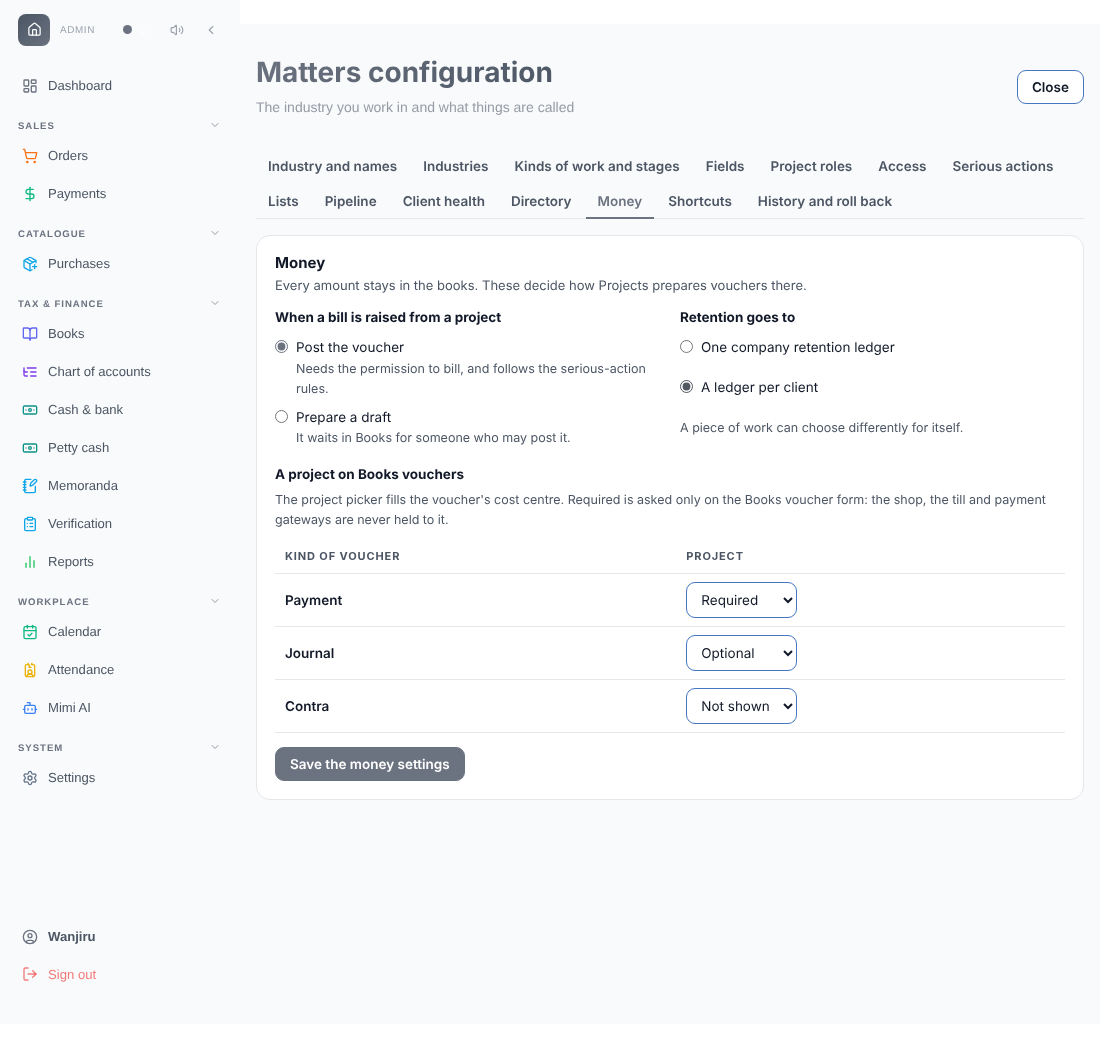 ADMIN
Dashboard
SALES
Orders
Payments
CATALOGUE
Purchases
TAX & FINANCE
Books
Chart of accounts
Cash & bank
Petty cash
Memoranda
Verification
Reports
WORKPLACE
Calendar
Attendance
Mimi AI
SYSTEM
Settings
Wanjiru
Sign out
Matters configuration
The industry you work in and what things are called
Close
Industry and names Industries Kinds of work and stages Fields Project roles Access Serious actions
Lists Pipeline Client health Directory Money Shortcuts History and roll back
Money
Every amount stays in the books. These decide how Projects prepares vouchers there.
When a bill is raised from a project
Post the voucher
Needs the permission to bill, and follows the serious-action
rules.
Prepare a draft
It waits in Books for someone who may post it.
Retention goes to
One company retention ledger
A ledger per client
A piece of work can choose differently for itself.
A project on Books vouchers
The project picker fills the voucher's cost centre. Required is asked only on the Books voucher form: the shop, the till and payment
gateways are never held to it.
KIND OF VOUCHER PROJECT
Payment Required
Journal Optional
Contra Not shown
Save the money settings